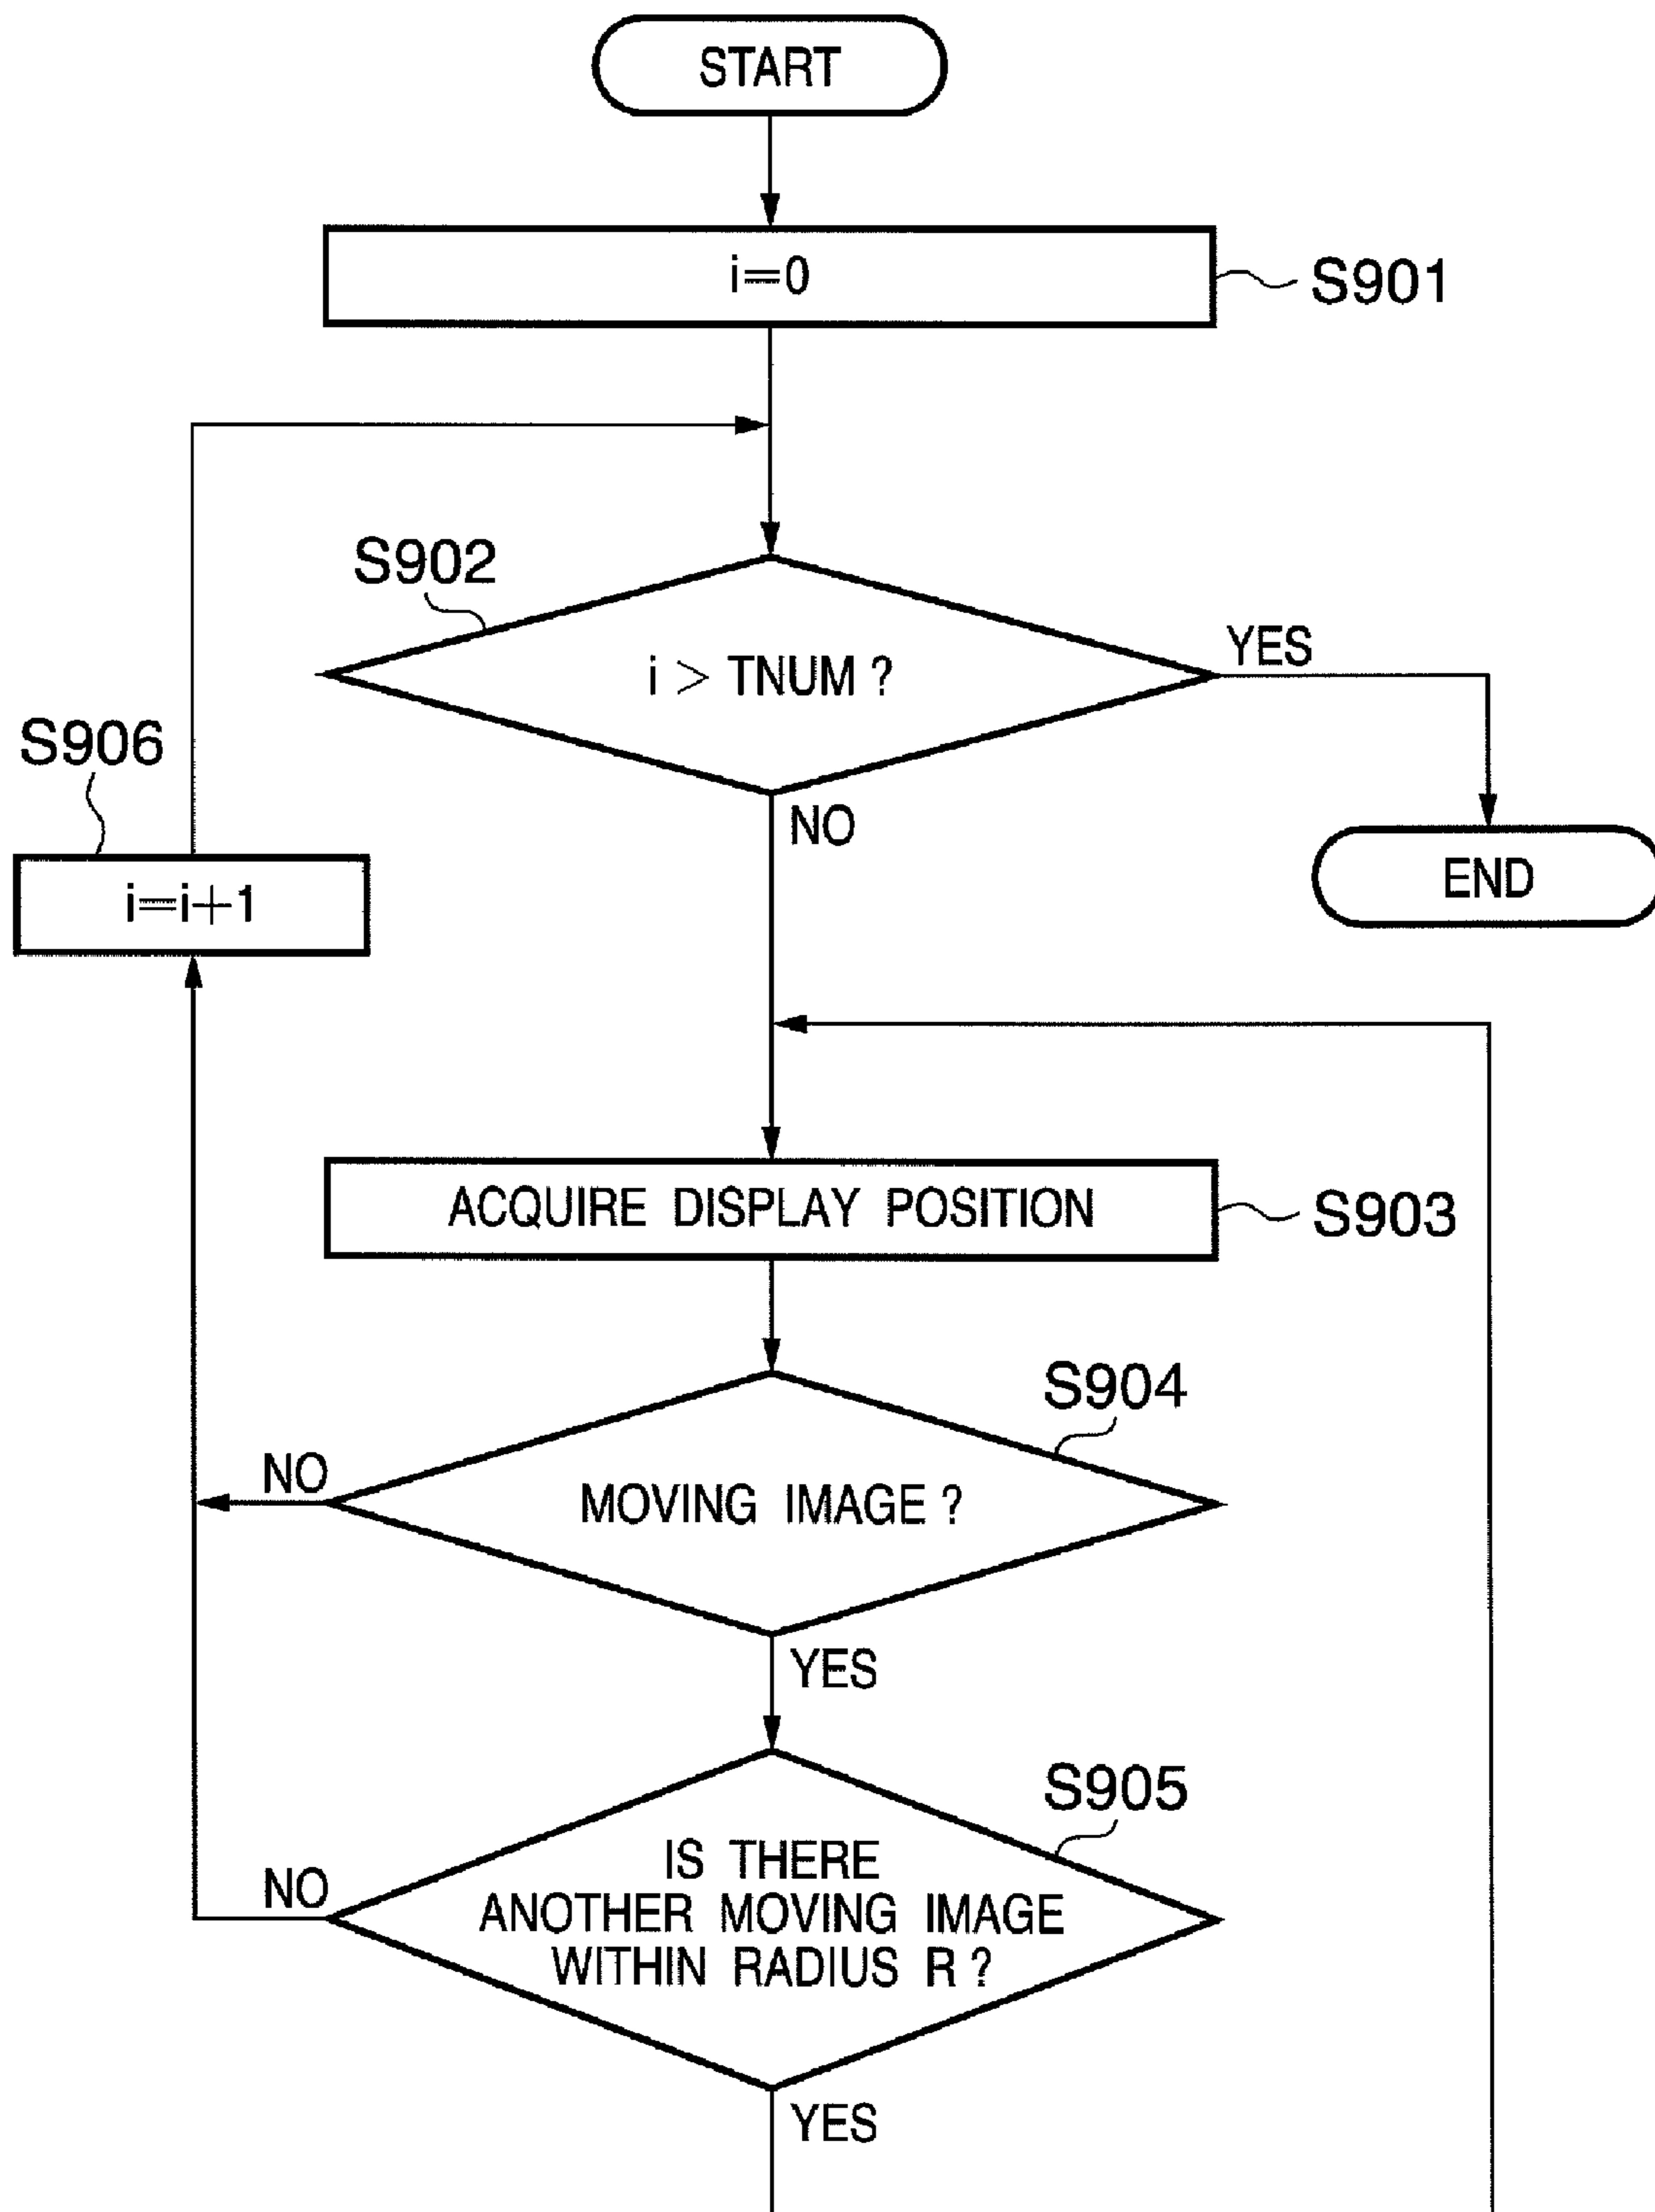 START
i=0
S901
S902
i > TNUM ?
YES
NO
S906
i=i+1
END
ACQUIRE DISPLAY POSITION
S903
S904
MOVING IMAGE ?
NO
YES
S905
IS THERE
ANOTHER MOVING IMAGE
WITHIN RADIUS R ?
NO
YES